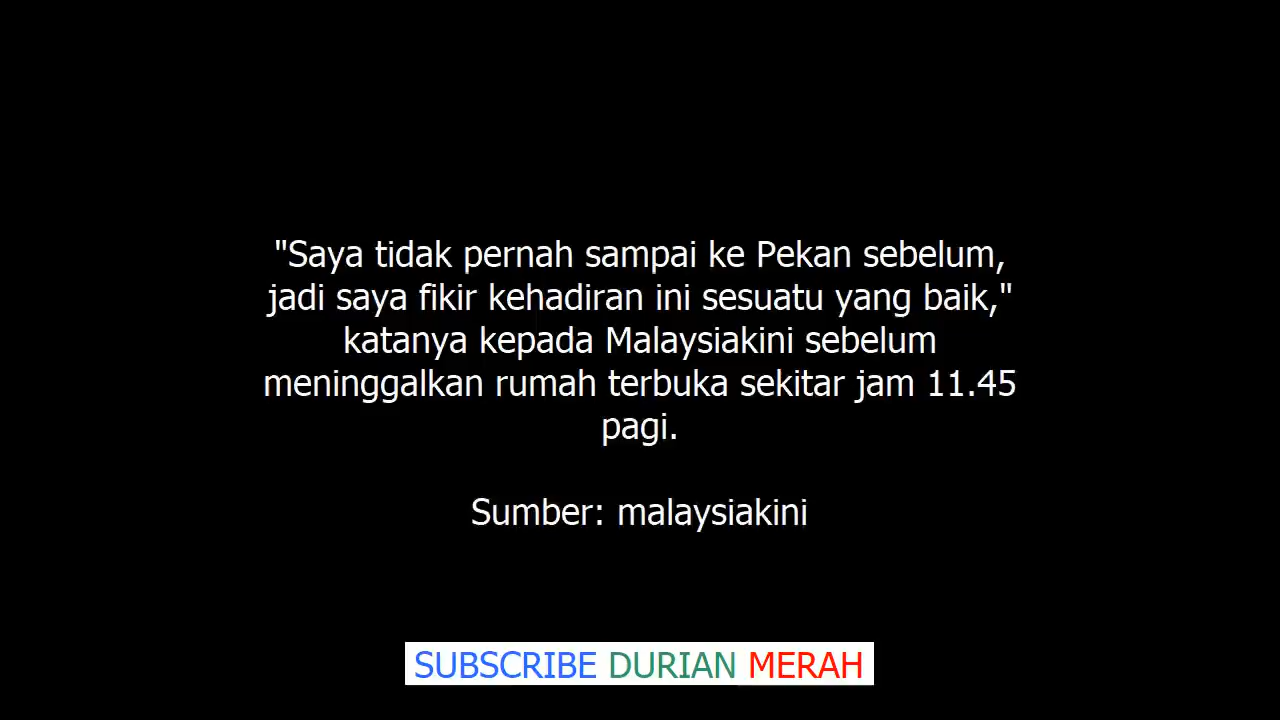 "Saya tidak pernah sampai ke Pekan sebelum,
jadi saya fikir kehadiran ini sesuatu yang baik,"
katanya kepada Malaysiakini sebelum
meninggalkan rumah terbuka sekitar jam 11.45
pagi.
Sumber: malaysiakini
SUBSCRIBE DURIAN MERAH